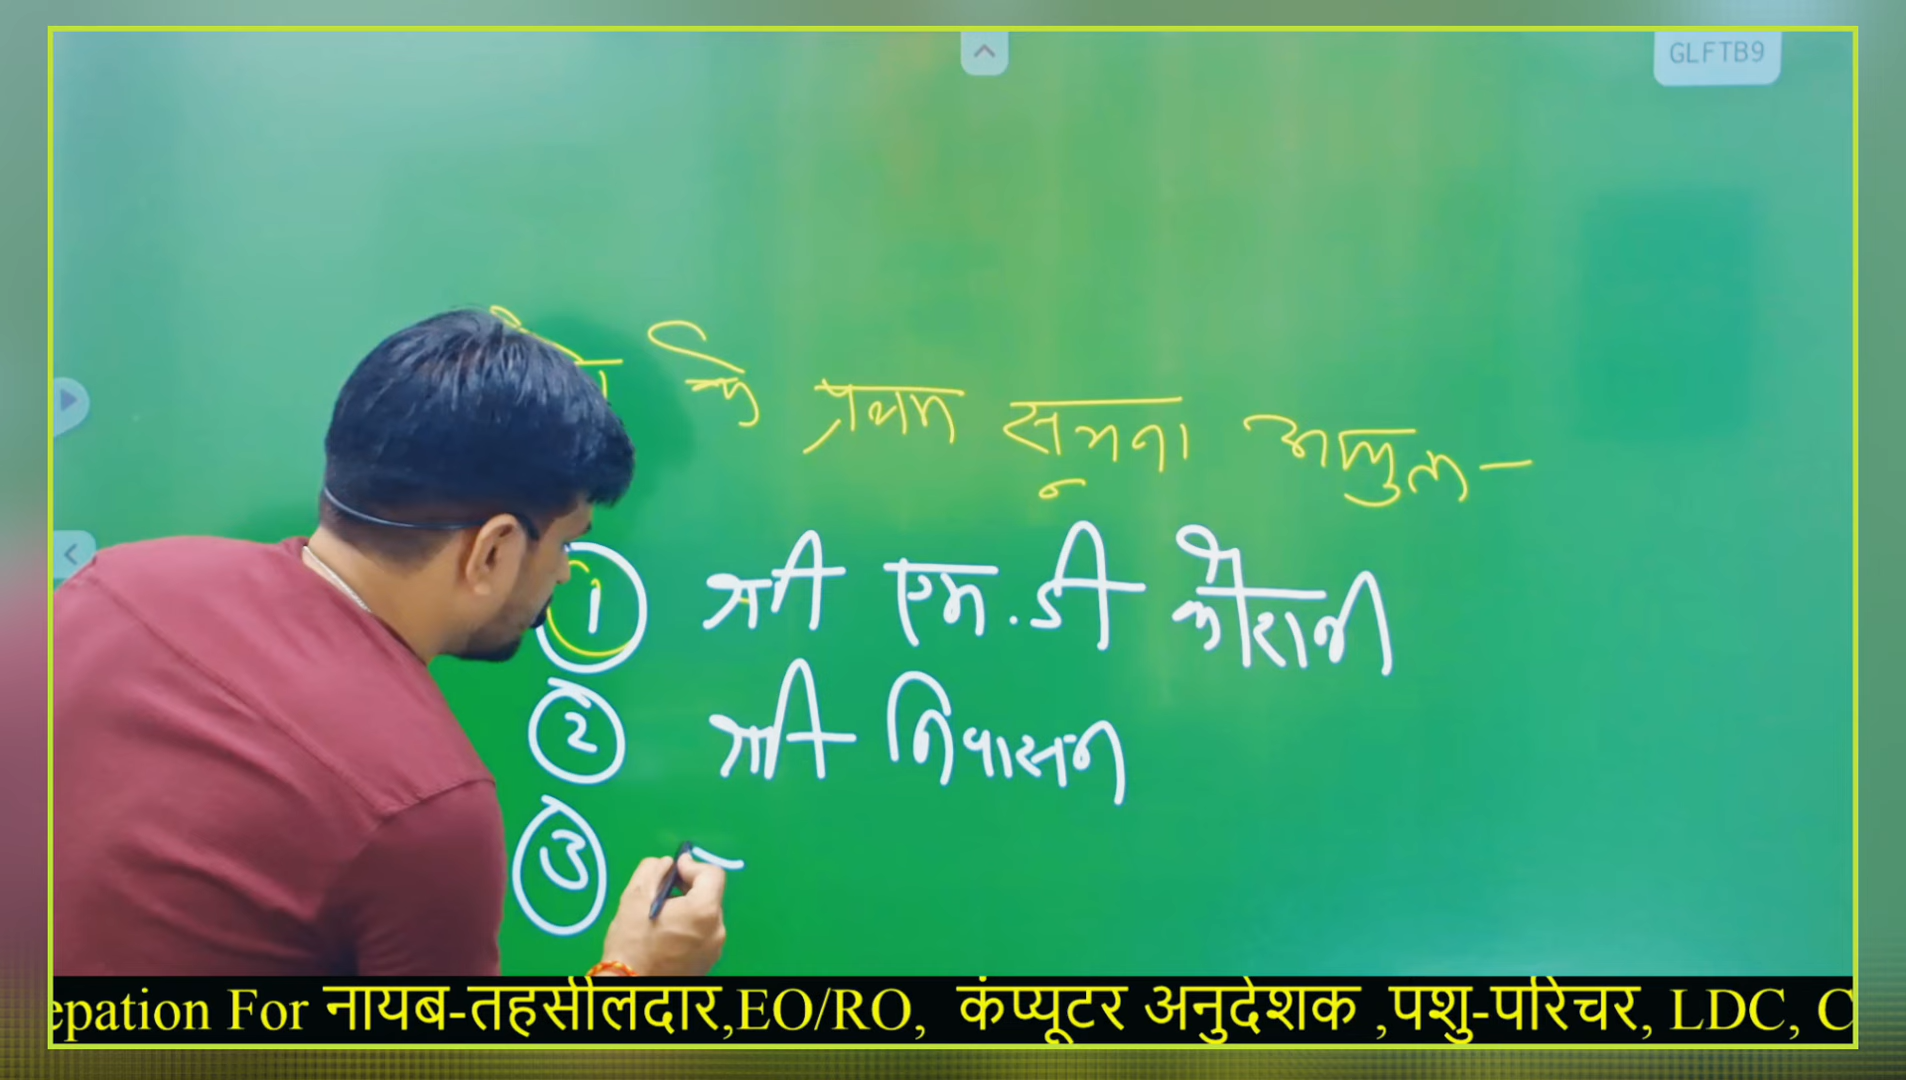 GLFTB9
के प्रथम सूचना आयुक्त -
1 श्री एम.डी कौरानी
2 श्री निवासन
3
epation For नायब-तहसीलदार,EO/RO, कंप्यूटर अनुदेशक ,पशु-परिचर, LDC, C